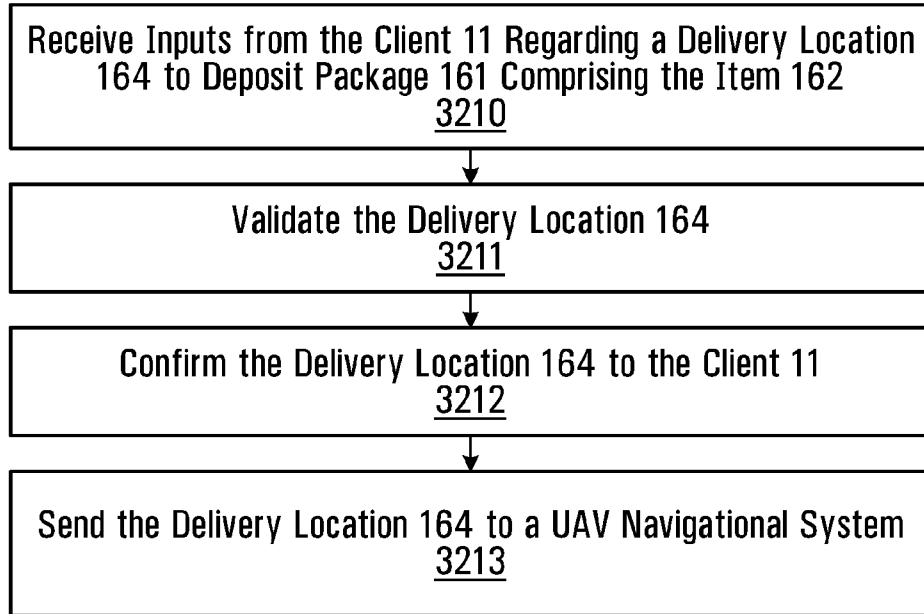 Receive Inputs from the Client 11 Regarding a Delivery Location
164 to Deposit Package 161 Comprising the Item 162
3210
Validate the Delivery Location 164
3211
Confirm the Delivery Location 164 to the Client 11
3212
Send the Delivery Location 164 to a UAV Navigational System
3213